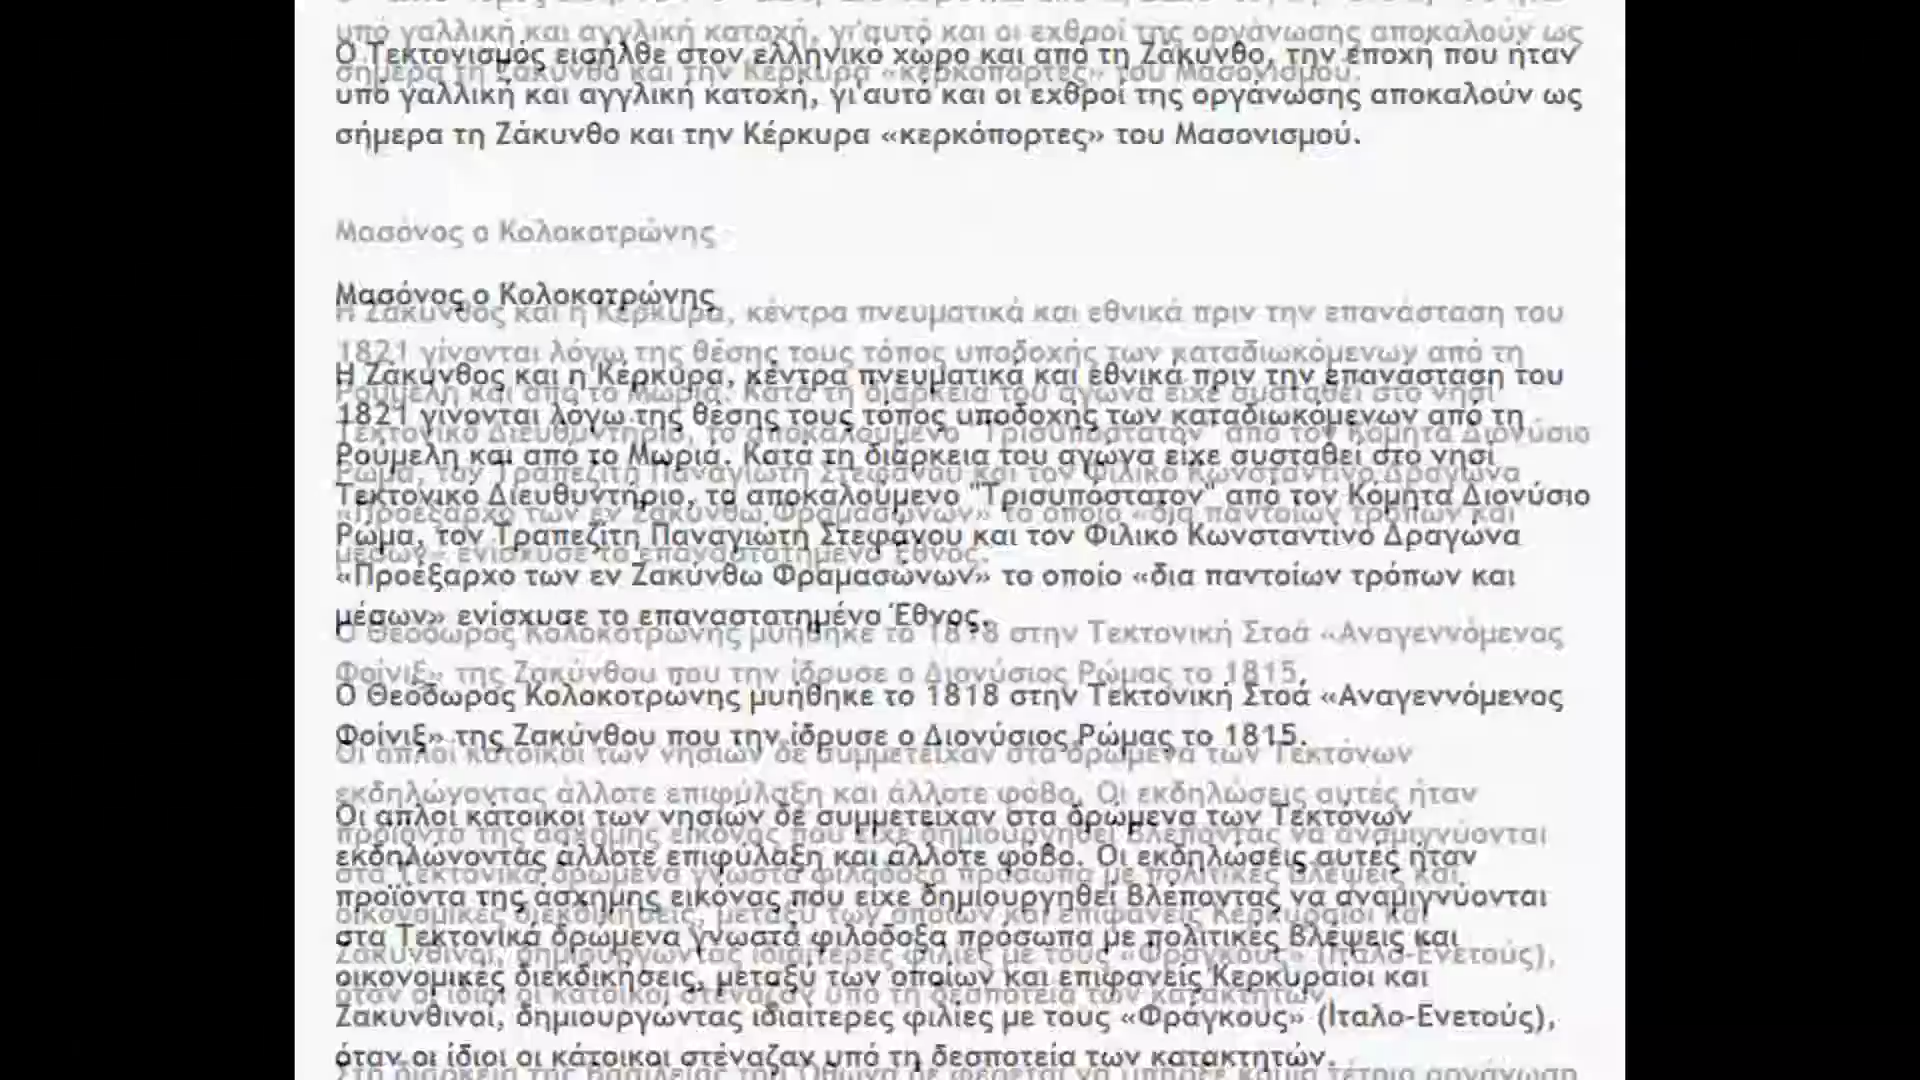 Ο Τεκτονισμός εισήλθε στον ελληνικό χώρο και από τη Ζάκυνθο, την εποχή που ήταν
υπό γαλλική και αγγλική κατοχή, γι'αυτό και οι εχθροί της οργάνωσης αποκαλούν ως
σήμερα τη Ζάκυνθο και την Κέρκυρα «κερκόπορτες» του Μασονισμού.
Μασόνος ο Κολοκοτρώνης
Η Ζάκυνθος και η Κέρκυρα, κέντρα πνευματικά και εθνικά πριν την επανάσταση του
1821 γίνονται λόγω της θέσης τους τόπος υποδοχής των καταδιωκόμενων από τη
Ρούμελη και από το Μωριά. Κατά τη διάρκεια του αγώνα είχε συσταθεί στο νησί
Τεκτονικό Διευθυντήριο, το αποκαλούμενο "Τρισυπόστατον" από τον Κόμητα Διονύσιο
Ρώμα, τον Τραπεζίτη Παναγιώτη Στεφάνου και τον Φιλικό Κωνσταντίνο Δραγώνα
«Προέξαρχο των εν Ζακύνθω Φραμασώνων» το οποίο «δια παντοίων τρόπων και
μέσων» ενίσχυσε το επαναστατημένο Έθνος.
Ο Θεόδωρος Κολοκοτρώνης μυήθηκε το 1818 στην Τεκτονική Στοά «Αναγεννόμενος
Φοίνιξ» της Ζακύνθου που την ίδρυσε ο Διονύσιος Ρώμας το 1815.
Οι απλοί κάτοικοι των νησιών δε συμμετείχαν στα δρώμενα των Τεκτόνων
εκδηλώνοντας άλλοτε επιφύλαξη και άλλοτε φόβο. Οι εκδηλώσεις αυτές ήταν
προϊόντα της άσχημης εικόνας που είχε δημιουργηθεί βλέποντας να αναμιγνύονται
στα Τεκτονικά δρώμενα γνωστά φιλόδοξα πρόσωπα με πολιτικές βλέψεις και
οικονομικές διεκδικήσεις, μεταξύ των οποίων και επιφανείς Κερκυραίοι και
Ζακυνθινοί, δημιουργώντας ιδιαίτερες φιλίες με τους «Φράγκους» (Ιταλο-Ενετούς),
όταν οι ίδιοι οι κάτοικοι στέναζαν υπό τη δεσποτεία των κατακτητών.